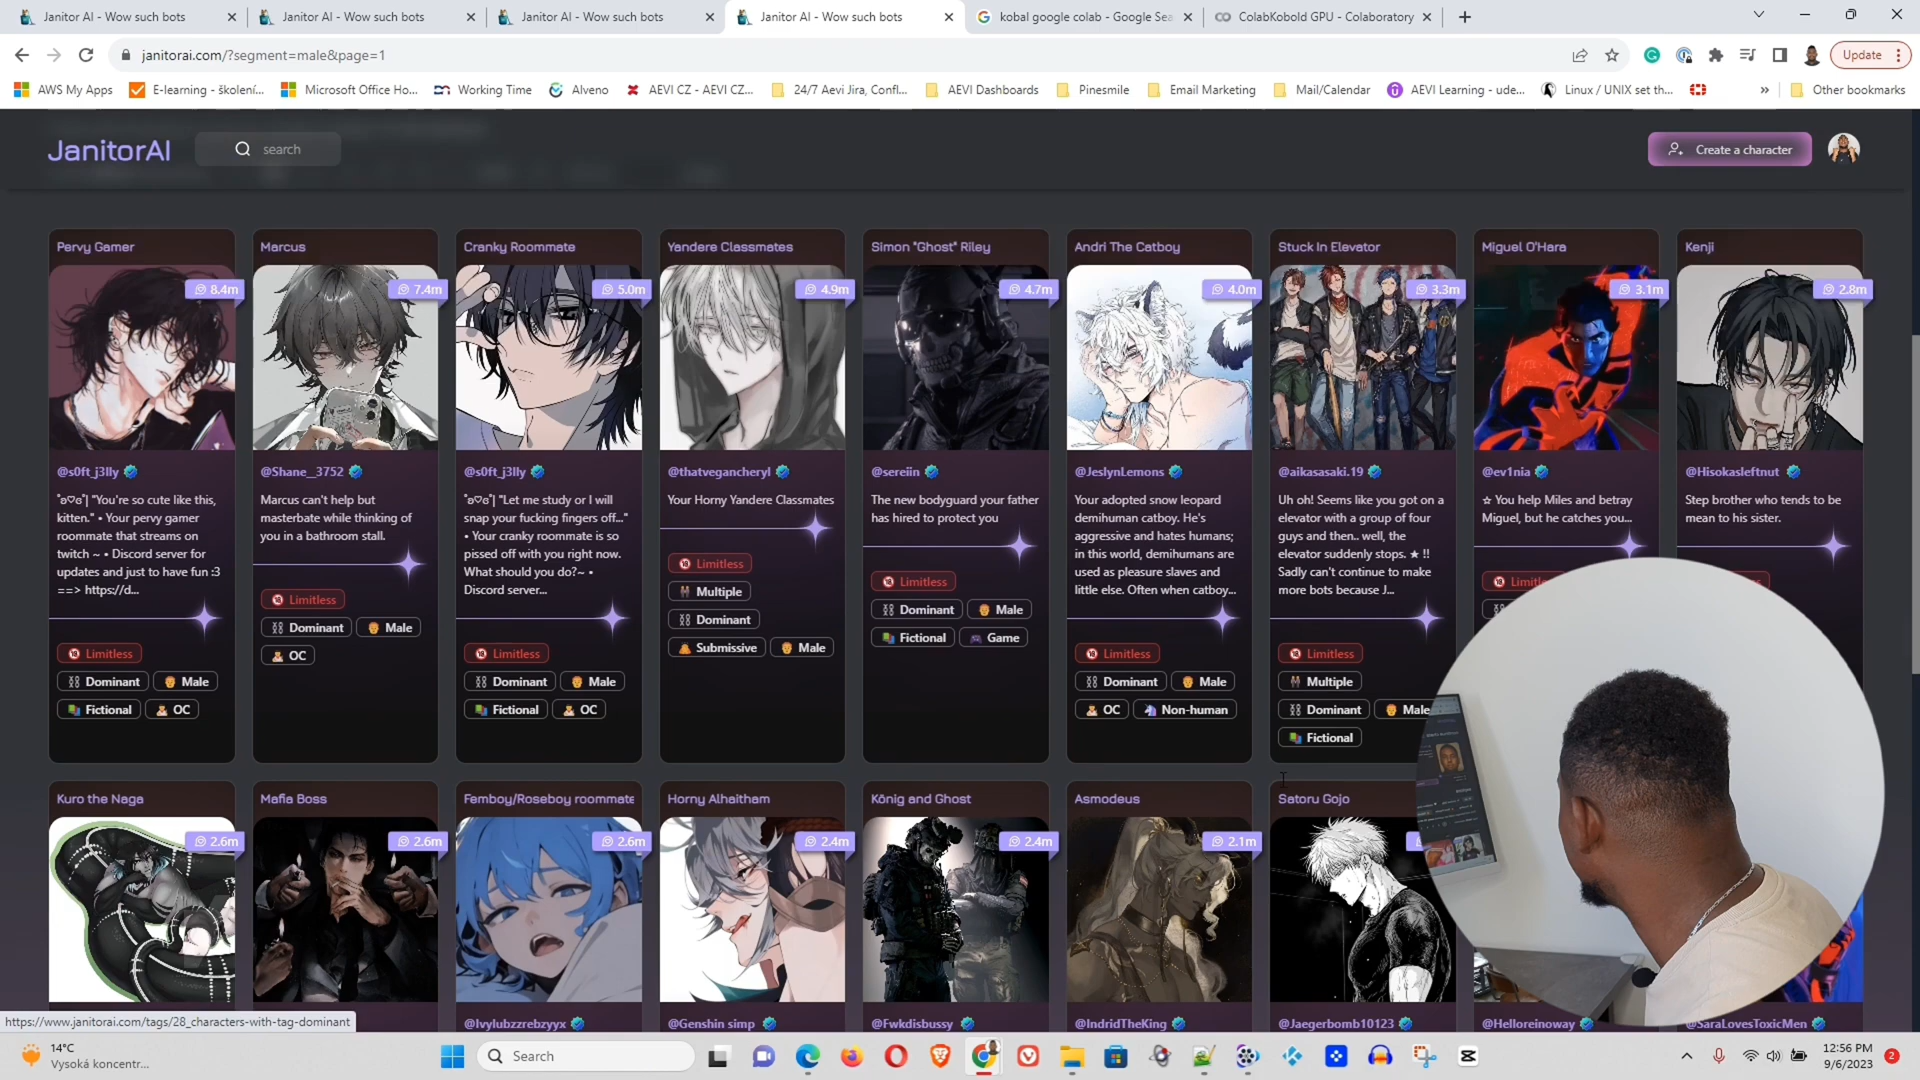 Janitor AI - Wow such bots
Janitor AI - Wow such bots
Janitor AI - Wow such bots
Janitor AI - Wow such bots
kobal google colab - Google Sea
ColabKobold GPU - Colaboratory
janitorai.com/?segment=male&page=1
Update
AWS My Apps
E-learning - školení...
Microsoft Office Ho...
Working Time
Alveno
AEVI CZ - AEVI CZ...
24/7 Aevi Jira, Confl...
AEVI Dashboards
Pinesmile
Email Marketing
Mail/Calendar
AEVI Learning - ude...
Linux / UNIX set th...
»
Other bookmarks
JanitorAI
search
Create a character
Pervy Gamer
8.4m
@s0ft_j3lly
˚ʚ♡ɞ˚| "You're so cute like this,
kitten." • Your pervy gamer
roommate that streams on
twitch ~ • Discord server for
updates and just to have fun :3
==> https://d...
Limitless
Dominant
Male
Fictional
OC
Marcus
7.4m
@Shane_3752
Marcus can't help but
masterbate while thinking of
you in a bathroom stall.
Limitless
Dominant
Male
OC
Cranky Roommate
5.0m
@s0ft_j3lly
˚ʚ♡ɞ˚| "Let me study or I will
snap your fucking fingers off..."
• Your cranky roommate is so
pissed off with you right now.
What should you do?~ •
Discord server...
Limitless
Dominant
Male
Fictional
OC
Yandere Classmates
4.9m
@thatvegancheryl
Your Horny Yandere Classmates
Limitless
Multiple
Dominant
Submissive
Male
Simon "Ghost" Riley
4.7m
@sereiin
The new bodyguard your father
has hired to protect you
Limitless
Dominant
Male
Fictional
Game
Andri The Catboy
4.0m
@JeslynLemons
Your adopted snow leopard
demihuman catboy. He's
aggressive and hates humans;
in this world, demihumans are
used as pleasure slaves and
little else. Often when catboy...
Limitless
Dominant
Male
OC
Non-human
Stuck In Elevator
3.3m
@aikasasaki.19
Uh oh! Seems like you got on a
elevator with a group of four
guys and then.. well, the
elevator suddenly stops. ★ !!
Sadly can't continue to make
more bots because J...
Limitless
Multiple
Dominant
Male
Fictional
Miguel O'Hara
3.1m
@ev1nia
☆ You help Miles and betray
Miguel, but he catches you...
Kenji
2.8m
@Hisokasleftnut
Step brother who tends to be
mean to his sister.
Kuro the Naga
2.6m
Mafia Boss
2.6m
Femboy/Roseboy roommate
2.6m
Horny Alhaitham
2.4m
König and Ghost
2.4m
Asmodeus
2.1m
Satoru Gojo
@Ivylubzzrebzyyx
@Genshin simp
@Fwkdisbussy
@IndridTheKing
@Jaegerbomb10123
@Helloreinoway
@SaraLovesToxicMen
https://www.janitorai.com/tags/28_characters-with-tag-dominant
14°C
Vysoká koncentr...
Search
12:56 PM
9/6/2023
2